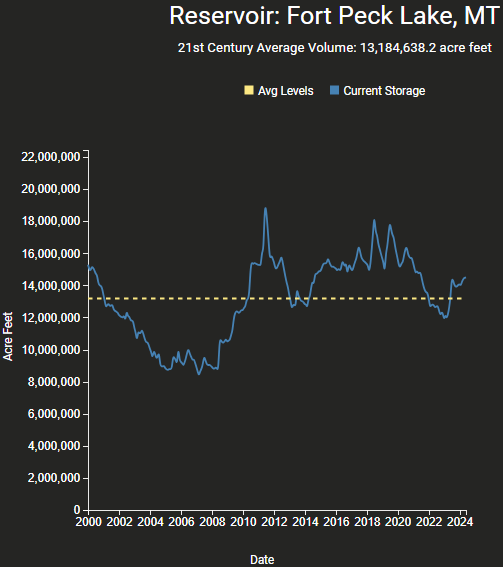 Reservoir: Fort Peck Lake, MT
21st Century Average Volume: 13,184,638.2 acre feet
Avg Levels Current Storage
22,000,000
20,000,000
18,000,000
16,000,000
14,000,000
12,000,000
10,000,000
8,000,000
6,000,000
4,000,000
2,000,000
0
Acre Feet
2000 2002 2004 2006 2008 2010 2012 2014 2016 2018 2020 2022 2024
Date